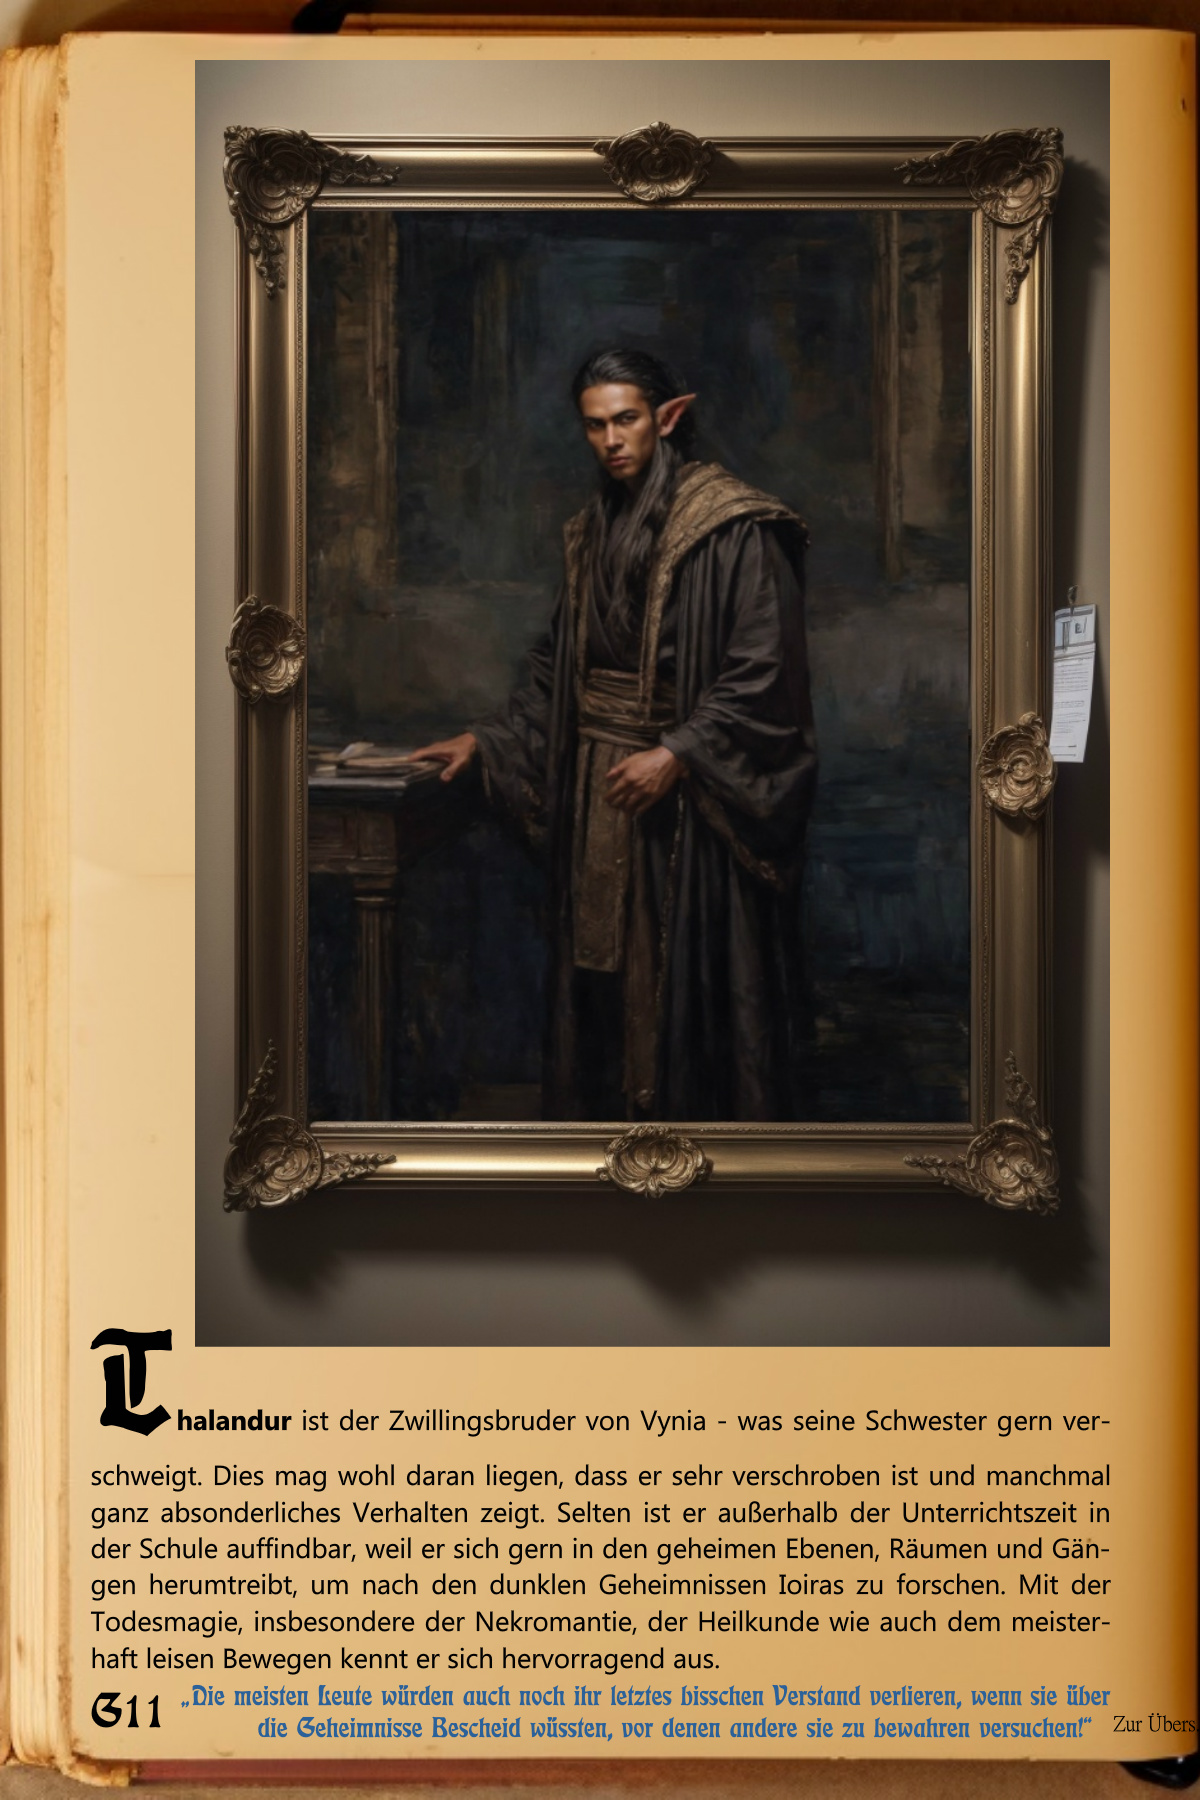 Thalandur ist der Zwillingsbruder von Vynia - was seine Schwester gern ver-
schweigt. Dies mag wohl daran liegen, dass er sehr verschroben ist und manchmal
ganz absonderliches Verhalten zeigt. Selten ist er außerhalb der Unterrichtszeit in
der Schule auffindbar, weil er sich gern in den geheimen Ebenen, Räumen und Gän-
gen herumtreibt, um nach den dunklen Geheimnissen Ioiras zu forschen. Mit der
Todesmagie, insbesondere der Nekromantie, der Heilkunde wie auch dem meister-
haft leisen Bewegen kennt er sich hervorragend aus.
G11
„Die meisten Leute würden auch noch ihr letztes bisschen Verstand verlieren, wenn sie über
die Geheimnisse Bescheid wüssten, vor denen andere sie zu bewahren versuchen!“
Zur Übers